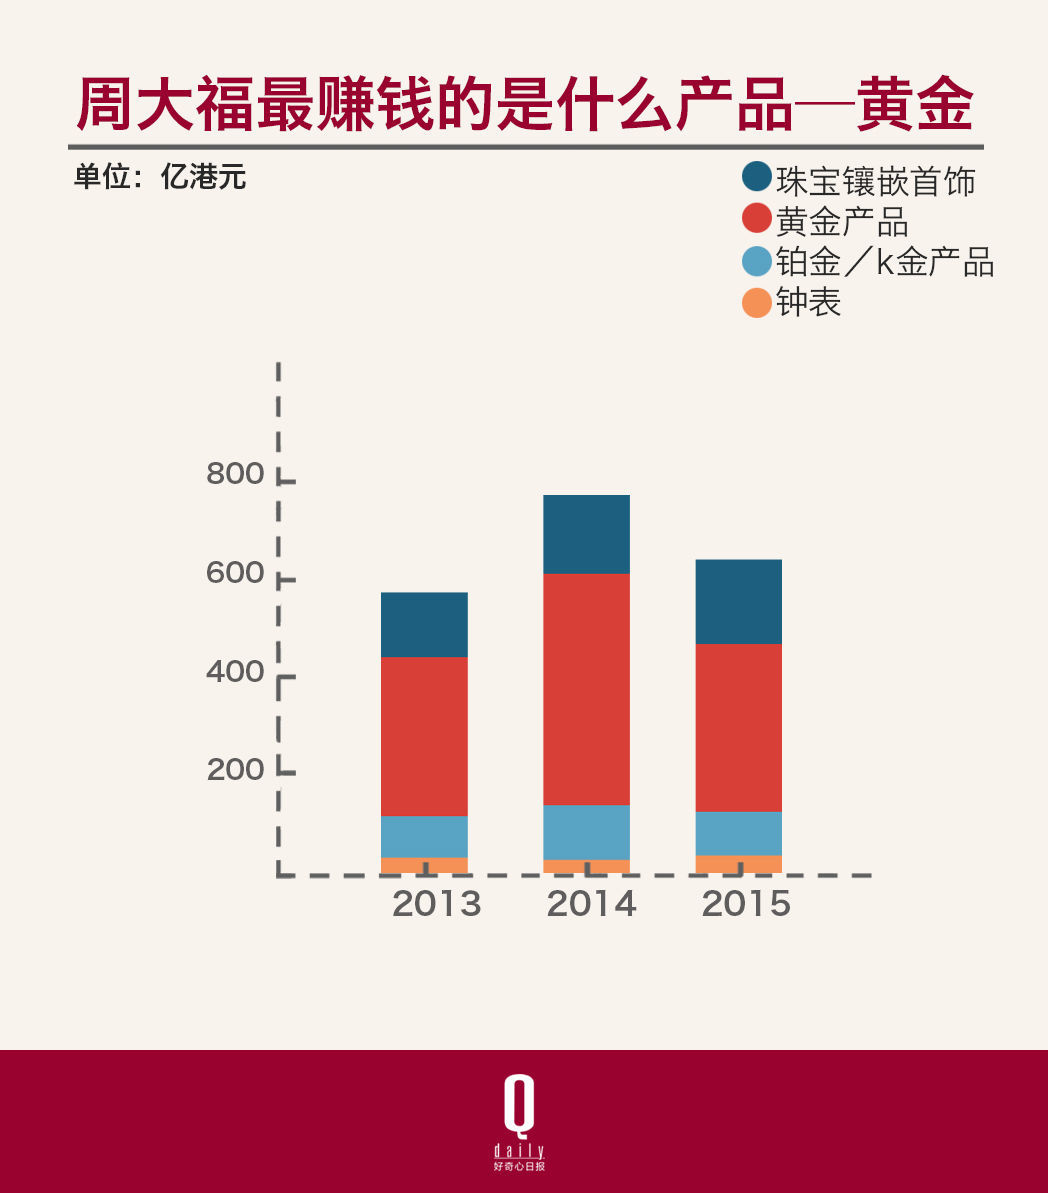 周大福最赚钱的是什么产品—黄金
单位：亿港元
珠宝镶嵌首饰
黄金产品
铂金／k金产品
钟表
800
600
400
200
2013 2014 2015
Q
daily
好奇心日报